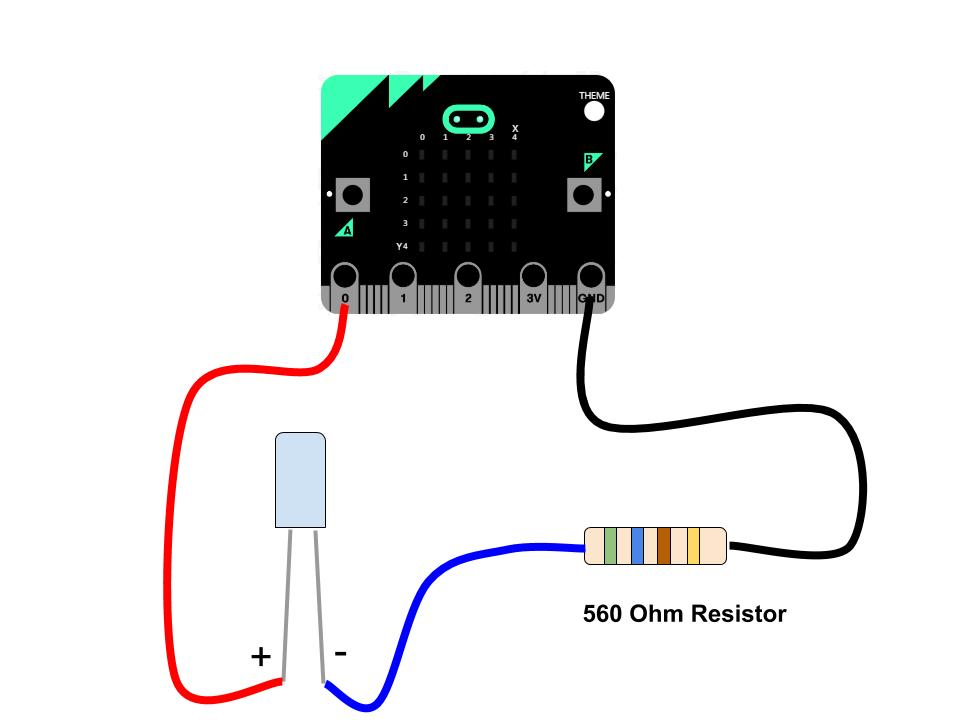 THEME
X
0 1 2 3 4
B
0
1
2
3
A
Y4
0 1 2 3V GND
+ -
560 Ohm Resistor